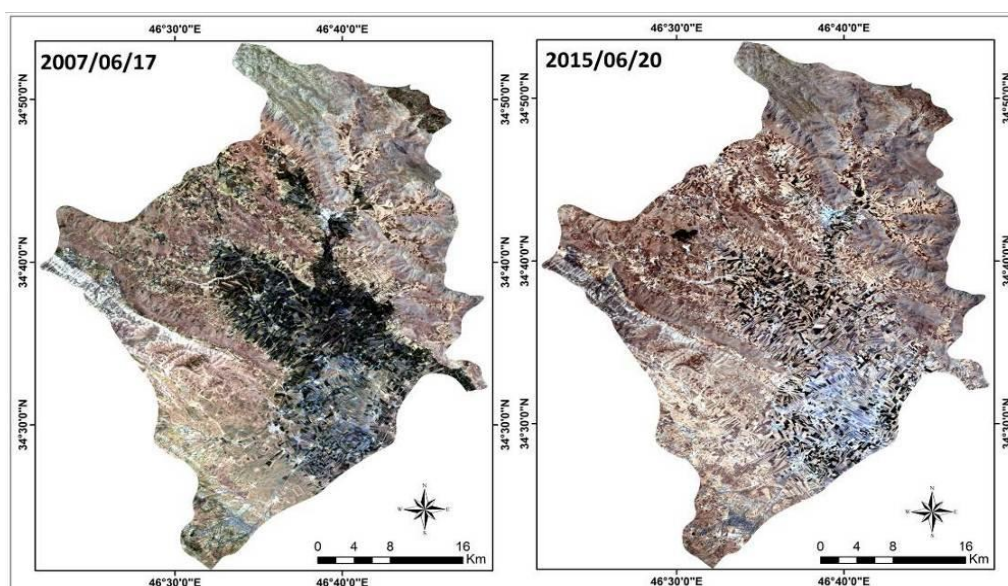 46°30'0"E 46°40'0"E
2007/06/17
34°50'0"N
34°40'0"N
34°30'0"N
N
W E
S
0 4 8 16
Km
46°30'0"E 46°40'0"E
46°30'0"E 46°40'0"E
2015/06/20
34°50'0"N 34°50'0"N
34°40'0"N 34°40'0"N
34°30'0"N 34°30'0"N
N
W E
S
0 4 8 16
Km
46°30'0"E 46°40'0"E